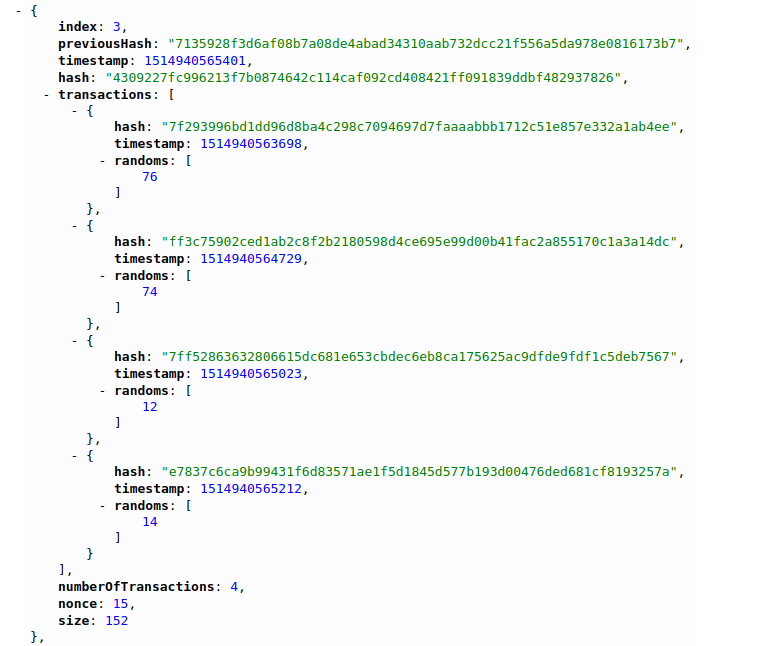 - {
index: 3,
previousHash: "7135928f3d6af08b7a08de4abad34310aab732dcc21f556a5da978e0816173b7",
timestamp: 1514940565401,
hash: "4309227fc996213f7b0874642c114caf092cd408421ff091839ddbf482937826",
- transactions: [
- {
hash: "7f293996bd1dd96d8ba4c298c7094697d7faaaabbb1712c51e857e332a1ab4ee",
timestamp: 1514940563698,
- randoms: [
76
]
},
- {
hash: "ff3c75902ced1ab2c8f2b2180598d4ce695e99d00b41fac2a855170c1a3a14dc",
timestamp: 1514940564729,
- randoms: [
74
]
},
- {
hash: "7ff52863632806615dc681e653cbdec6eb8ca175625ac9dfde9fdf1c5deb7567",
timestamp: 1514940565023,
- randoms: [
12
]
},
- {
hash: "e7837c6ca9b99431f6d83571ae1f5d1845d577b193d00476ded681cf8193257a",
timestamp: 1514940565212,
- randoms: [
14
]
}
],
numberOfTransactions: 4,
nonce: 15,
size: 152
},